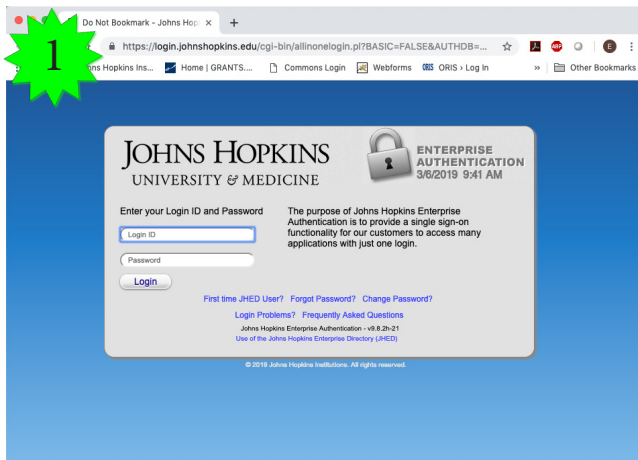 Do Not Bookmark - Johns Hopl
1
https://login.johnshopkins.edu/cgi-bin/allinonelogin.pl?BASIC=FALSE&AUTHDB=...
ABP
E
Hopkins Ins...
Home | GRANTS....
Commons Login
Webforms
ORIS
ORIS › Log In
»
Other Bookmarks
JOHNS HOPKINS
UNIVERSITY & MEDICINE
ENTERPRISE
AUTHENTICATION
3/6/2019 9:41 AM
Enter your Login ID and Password
Login ID
Password
Login
The purpose of Johns Hopkins Enterprise
Authentication is to provide a single sign-on
functionality for our customers to access many
applications with just one login.
First time JHED User? Forgot Password? Change Password?
Login Problems? Frequently Asked Questions
Johns Hopkins Enterprise Authentication - v9.8.2h-21
Use of the Johns Hopkins Enterprise Directory (JHED)
© 2019 Johns Hopkins Institutions. All rights reserved.